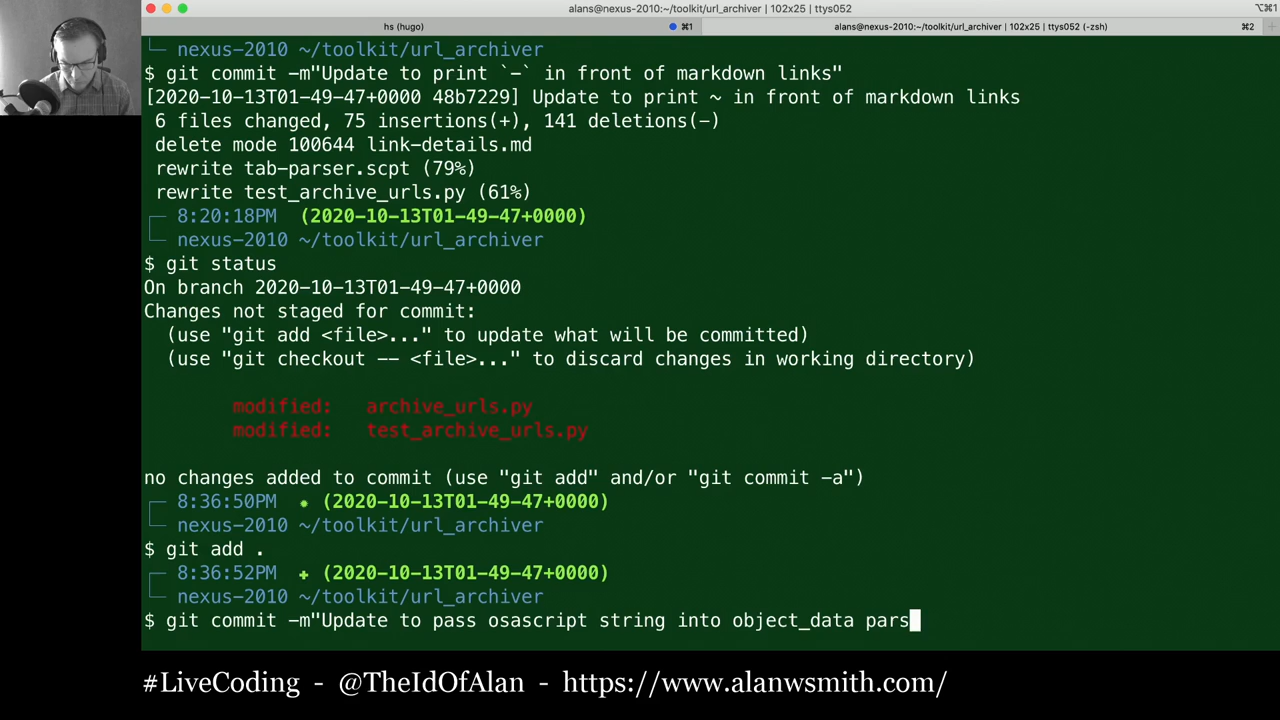 alans@nexus-2010:~/toolkit/url_archiver | 102x25 | ttys052
⌥⌘1
hs (hugo)
⌘1
alans@nexus-2010:~/toolkit/url_archiver | 102x25 | ttys052 (-zsh)
⌘2
└─ nexus-2010 ~/toolkit/url_archiver
$ git commit -m"Update to print `-` in front of markdown links"
[2020-10-13T01-49-47+0000 48b7229] Update to print ~ in front of markdown links
6 files changed, 75 insertions(+), 141 deletions(-)
delete mode 100644 link-details.md
rewrite tab-parser.scpt (79%)
rewrite test_archive_urls.py (61%)
┌─ 8:20:18PM (2020-10-13T01-49-47+0000)
└─ nexus-2010 ~/toolkit/url_archiver
$ git status
On branch 2020-10-13T01-49-47+0000
Changes not staged for commit:
(use "git add <file>..." to update what will be committed)
(use "git checkout -- <file>..." to discard changes in working directory)
modified: archive_urls.py
modified: test_archive_urls.py
no changes added to commit (use "git add" and/or "git commit -a")
┌─ 8:36:50PM • (2020-10-13T01-49-47+0000)
└─ nexus-2010 ~/toolkit/url_archiver
$ git add .
┌─ 8:36:52PM + (2020-10-13T01-49-47+0000)
└─ nexus-2010 ~/toolkit/url_archiver
$ git commit -m"Update to pass osascript string into object_data pars
#LiveCoding - @TheIdOfAlan - https://www.alanwsmith.com/